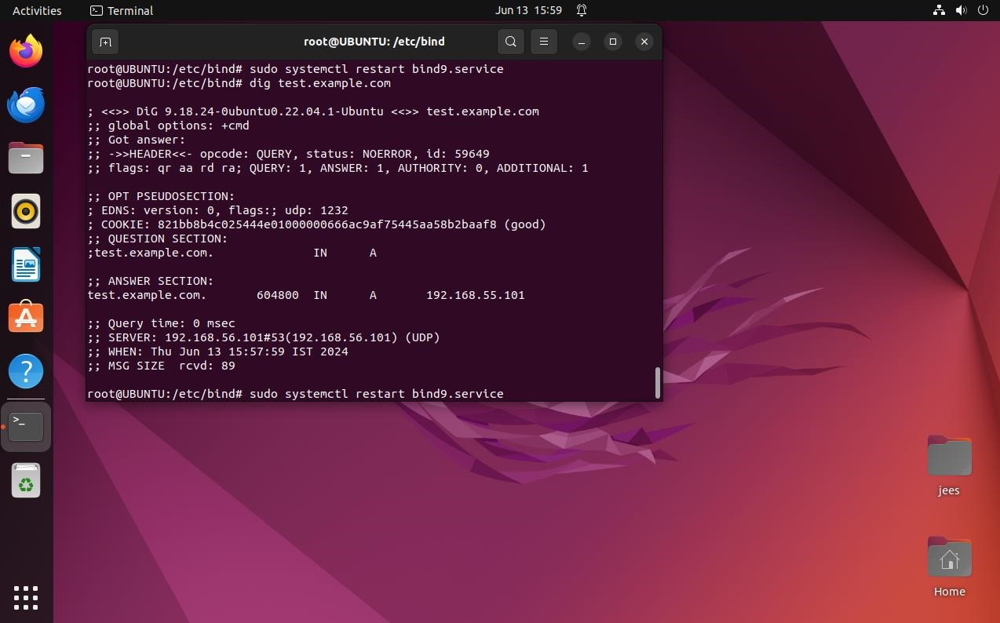 Activities Terminal Jun 13 15:59
root@UBUNTU: /etc/bind
root@UBUNTU:/etc/bind# sudo systemctl restart bind9.service
root@UBUNTU:/etc/bind# dig test.example.com
; <<>> DiG 9.18.24-0ubuntu0.22.04.1-Ubuntu <<>> test.example.com
;; global options: +cmd
;; Got answer:
;; ->>HEADER<<- opcode: QUERY, status: NOERROR, id: 59649
;; flags: qr aa rd ra; QUERY: 1, ANSWER: 1, AUTHORITY: 0, ADDITIONAL: 1
;; OPT PSEUDOSECTION:
; EDNS: version: 0, flags:; udp: 1232
; COOKIE: 821bb8b4c025444e01000000666ac9af75445aa58b2baaf8 (good)
;; QUESTION SECTION:
;test.example.com. IN A
;; ANSWER SECTION:
test.example.com. 604800 IN A 192.168.55.101
;; Query time: 0 msec
;; SERVER: 192.168.56.101#53(192.168.56.101) (UDP)
;; WHEN: Thu Jun 13 15:57:59 IST 2024
;; MSG SIZE rcvd: 89
root@UBUNTU:/etc/bind# sudo systemctl restart bind9.service
jees
Home